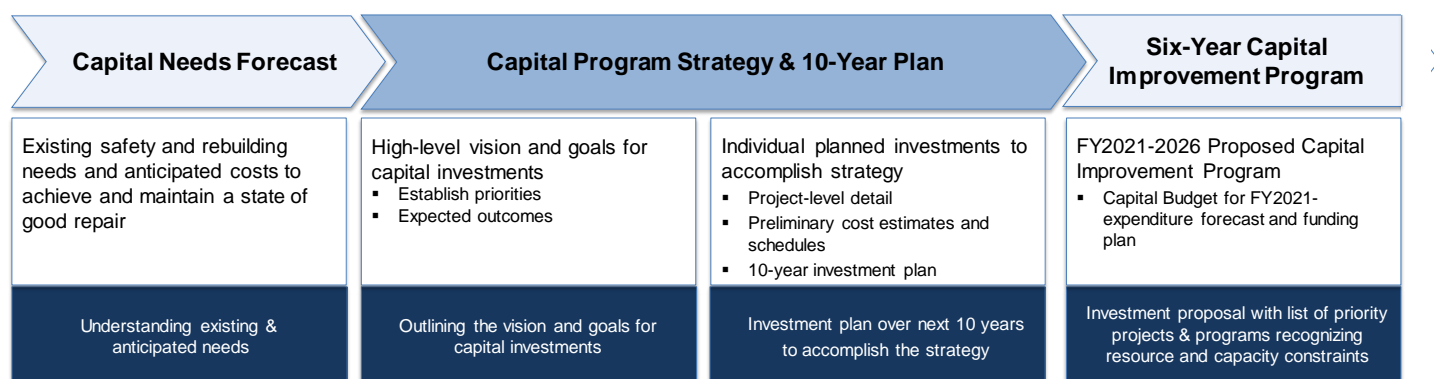 Capital Needs Forecast
Capital Program Strategy & 10-Year Plan
Six-Year Capital
Improvement Program
Existing safety and rebuilding
needs and anticipated costs to
achieve and maintain a state of
good repair
High-level vision and goals for
capital investments
▪ Establish priorities
▪ Expected outcomes
Individual planned investments to
accomplish strategy
▪ Project-level detail
▪ Preliminary cost estimates and
schedules
▪ 10-year investment plan
FY2021-2026 Proposed Capital
Improvement Program
▪ Capital Budget for FY2021-
expenditure forecast and funding
plan
Understanding existing &
anticipated needs
Outlining the vision and goals for
capital investments
Investment plan over next 10 years
to accomplish the strategy
Investment proposal with list of priority
projects & programs recognizing
resource and capacity constraints